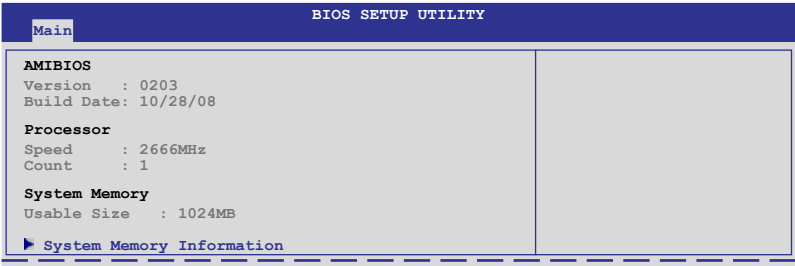 BIOS SETUP UTILITY
Main
AMIBIOS
Version : 0203
Build Date: 10/28/08
Processor
Speed : 2666MHz
Count : 1
System Memory
Usable Size : 1024MB
System Memory Information